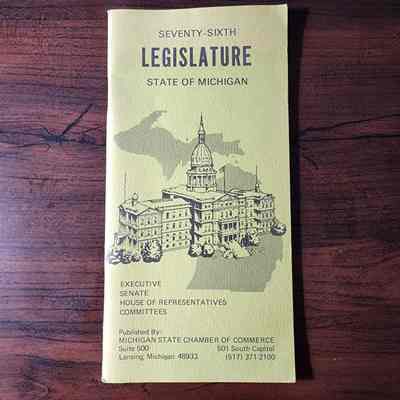 SEVENTY-SIXTH
LEGISLATURE
STATE OF MICHIGAN
EXECUTIVE
SENATE
HOUSE OF REPRESENTATIVES
COMMITTEES
Published By:
MICHIGAN STATE CHAMBER OF COMMERCE
Suite 500 501 South Capitol
Lansing, Michigan 48933 (517) 371-2100